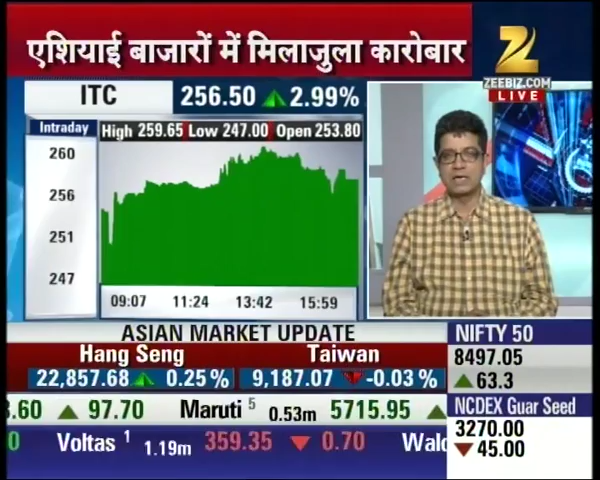 एशियाई बाजारों में मिलाजुला कारोबार
ZEEBIZ.COM
LIVE
ITC 256.50 2.99%
Intraday High 259.65 Low 247.00 Open 253.80
260
256
251
247
09:07 11:24 13:42 15:59
ASIAN MARKET UPDATE
Hang Seng Taiwan
22,857.68 0.25% 9,187.07 -0.03%
NIFTY 50
8497.05
63.3
NCDEX Guar Seed
3270.00
45.00
3.60 97.70 Maruti 5 0.53m 5715.95
0 Voltas 1 1.19m 359.35 0.70